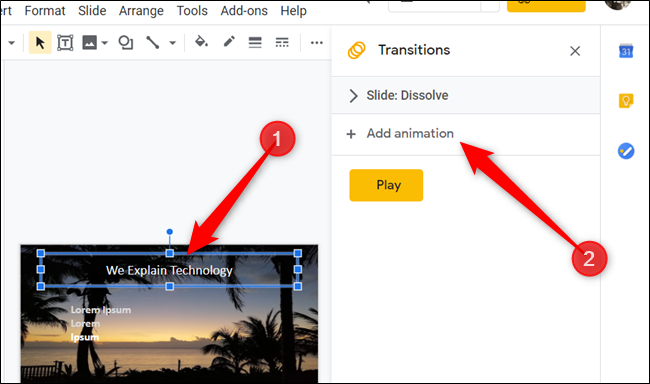 ert Format Slide Arrange Tools Add-ons Help
Transitions
Slide: Dissolve
+ Add animation
Play
1
2
31
We Explain Technology
Lorem Ipsum
Lorem
Ipsum